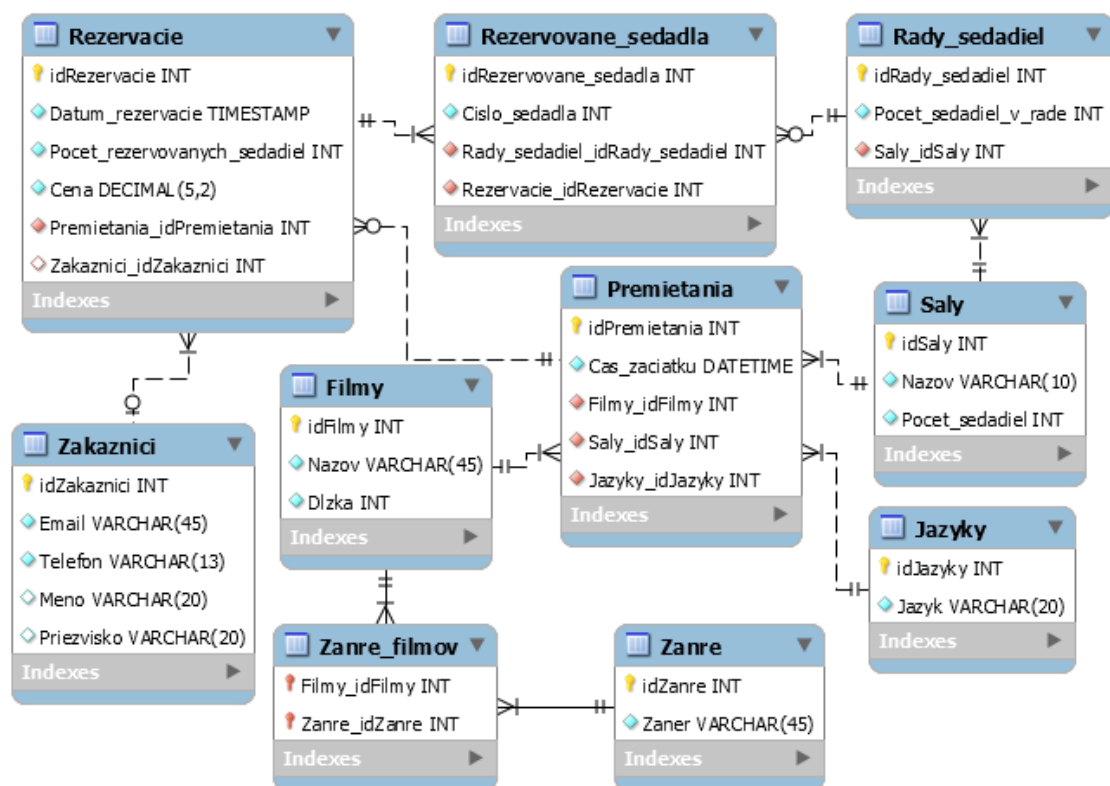 Rezervacie
idRezervacie INT
Datum_rezervacie TIMESTAMP
Pocet_rezervovanych_sedadiel INT
Cena DECIMAL(5,2)
Premietania_idPremietania INT
Zakaznici_idZakaznici INT
Indexes
Rezervovane_sedadla
idRezervovane_sedadla INT
Cislo_sedadla INT
Rady_sedadiel_idRady_sedadiel INT
Rezervacie_idRezervacie INT
Indexes
Rady_sedadiel
idRady_sedadiel INT
Pocet_sedadiel_v_rade INT
Saly_idSaly INT
Indexes
Premietania
idPremietania INT
Cas_zaciatku DATETIME
Filmy_idFilmy INT
Saly_idSaly INT
Jazyky_idJazyky INT
Indexes
Saly
idSaly INT
Nazov VARCHAR(10)
Pocet_sedadiel INT
Indexes
Filmy
idFilmy INT
Nazov VARCHAR(45)
Dlzka INT
Indexes
Zakaznici
idZakaznici INT
Email VARCHAR(45)
Telefon VARCHAR(13)
Meno VARCHAR(20)
Priezvisko VARCHAR(20)
Indexes
Jazyky
idJazyky INT
Jazyk VARCHAR(20)
Indexes
Zanre_filmov
Filmy_idFilmy INT
Zanre_idZanre INT
Indexes
Zanre
idZanre INT
Zaner VARCHAR(45)
Indexes